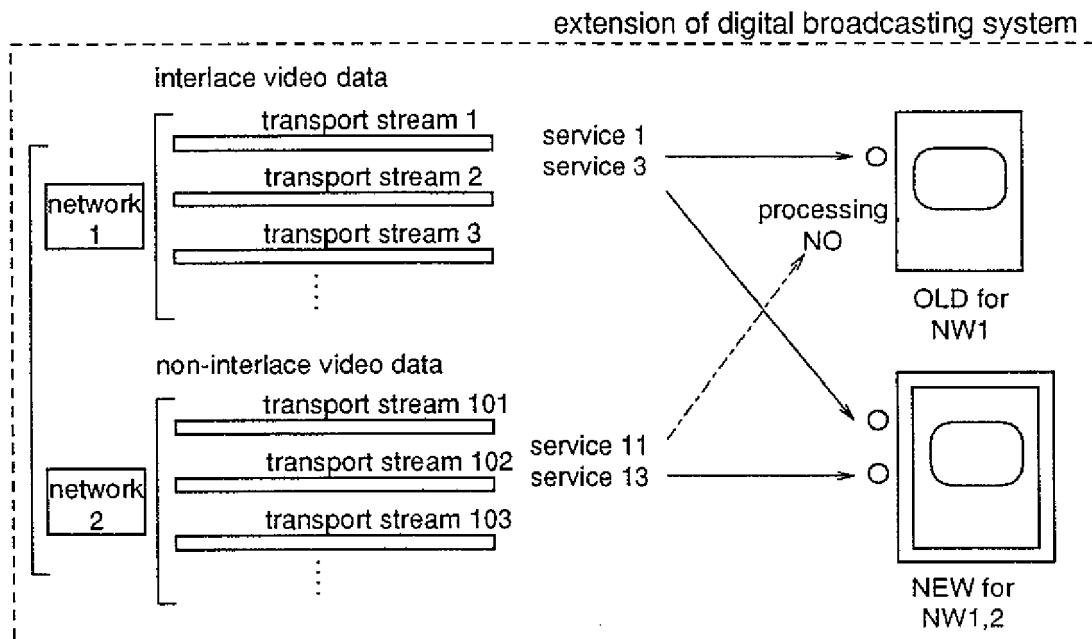 extension of digital broadcasting system
interlace video data
transport stream 1
transport stream 2
transport stream 3
network
1
service 1
service 3
processing
NO
OLD for
NW1
non-interlace video data
transport stream 101
transport stream 102
transport stream 103
network
2
service 11
service 13
NEW for
NW1,2